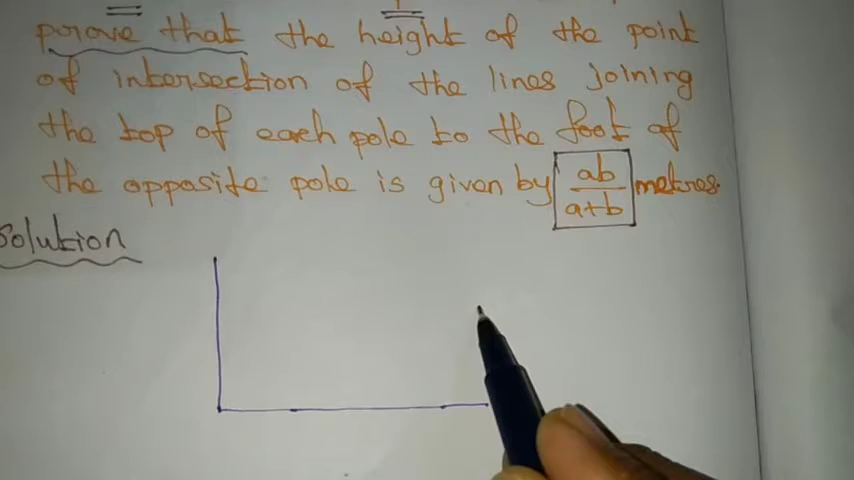 prove that the height of the point
of intersection of the lines joining
the top of each pole to the foot of
the opposite pole is given by ab/a+b metres.
Solution